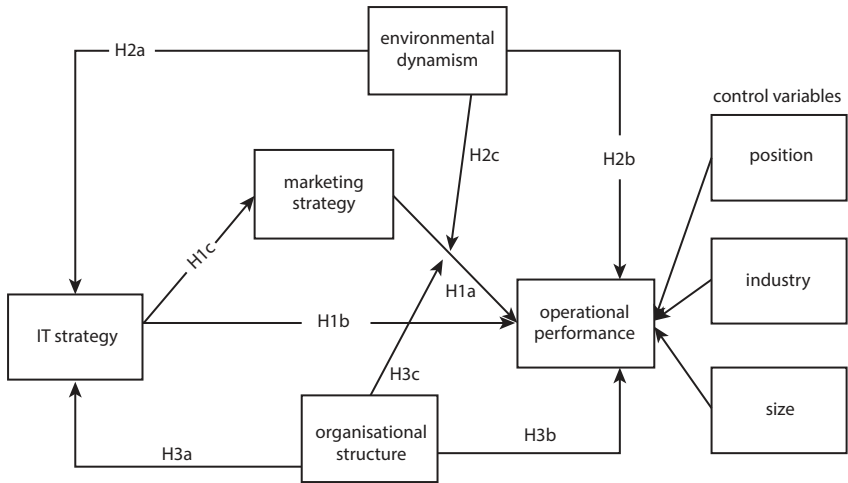 environmental
dynamism
H2a
control variables
position
H2c
H2b
marketing
strategy
H1c
industry
H1a
operational
performance
H1b
IT strategy
H3c
size
organisational
structure
H3b
H3a